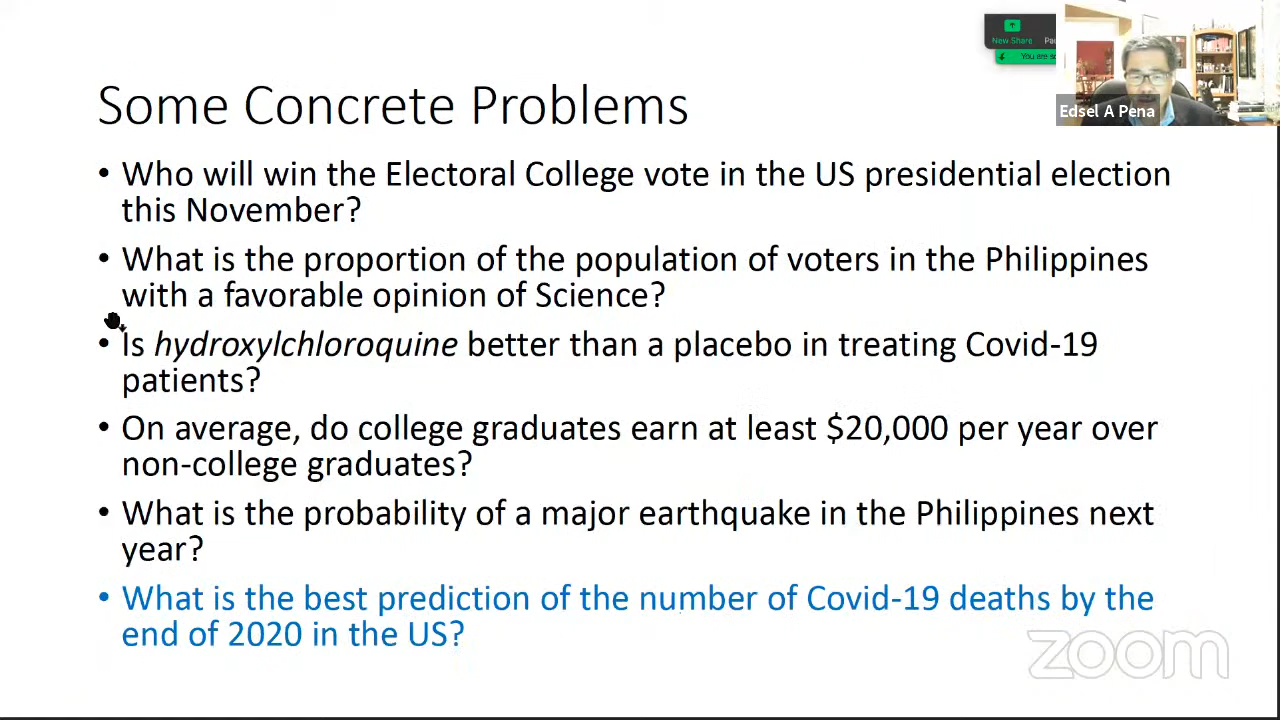 New Share
You are
Edsel A Pena
Some Concrete Problems
• Who will win the Electoral College vote in the US presidential election
this November?
• What is the proportion of the population of voters in the Philippines
with a favorable opinion of Science?
• Is hydroxylchloroquine better than a placebo in treating Covid-19
patients?
• On average, do college graduates earn at least $20,000 per year over
non-college graduates?
• What is the probability of a major earthquake in the Philippines next
year?
• What is the best prediction of the number of Covid-19 deaths by the
end of 2020 in the US?
zoom